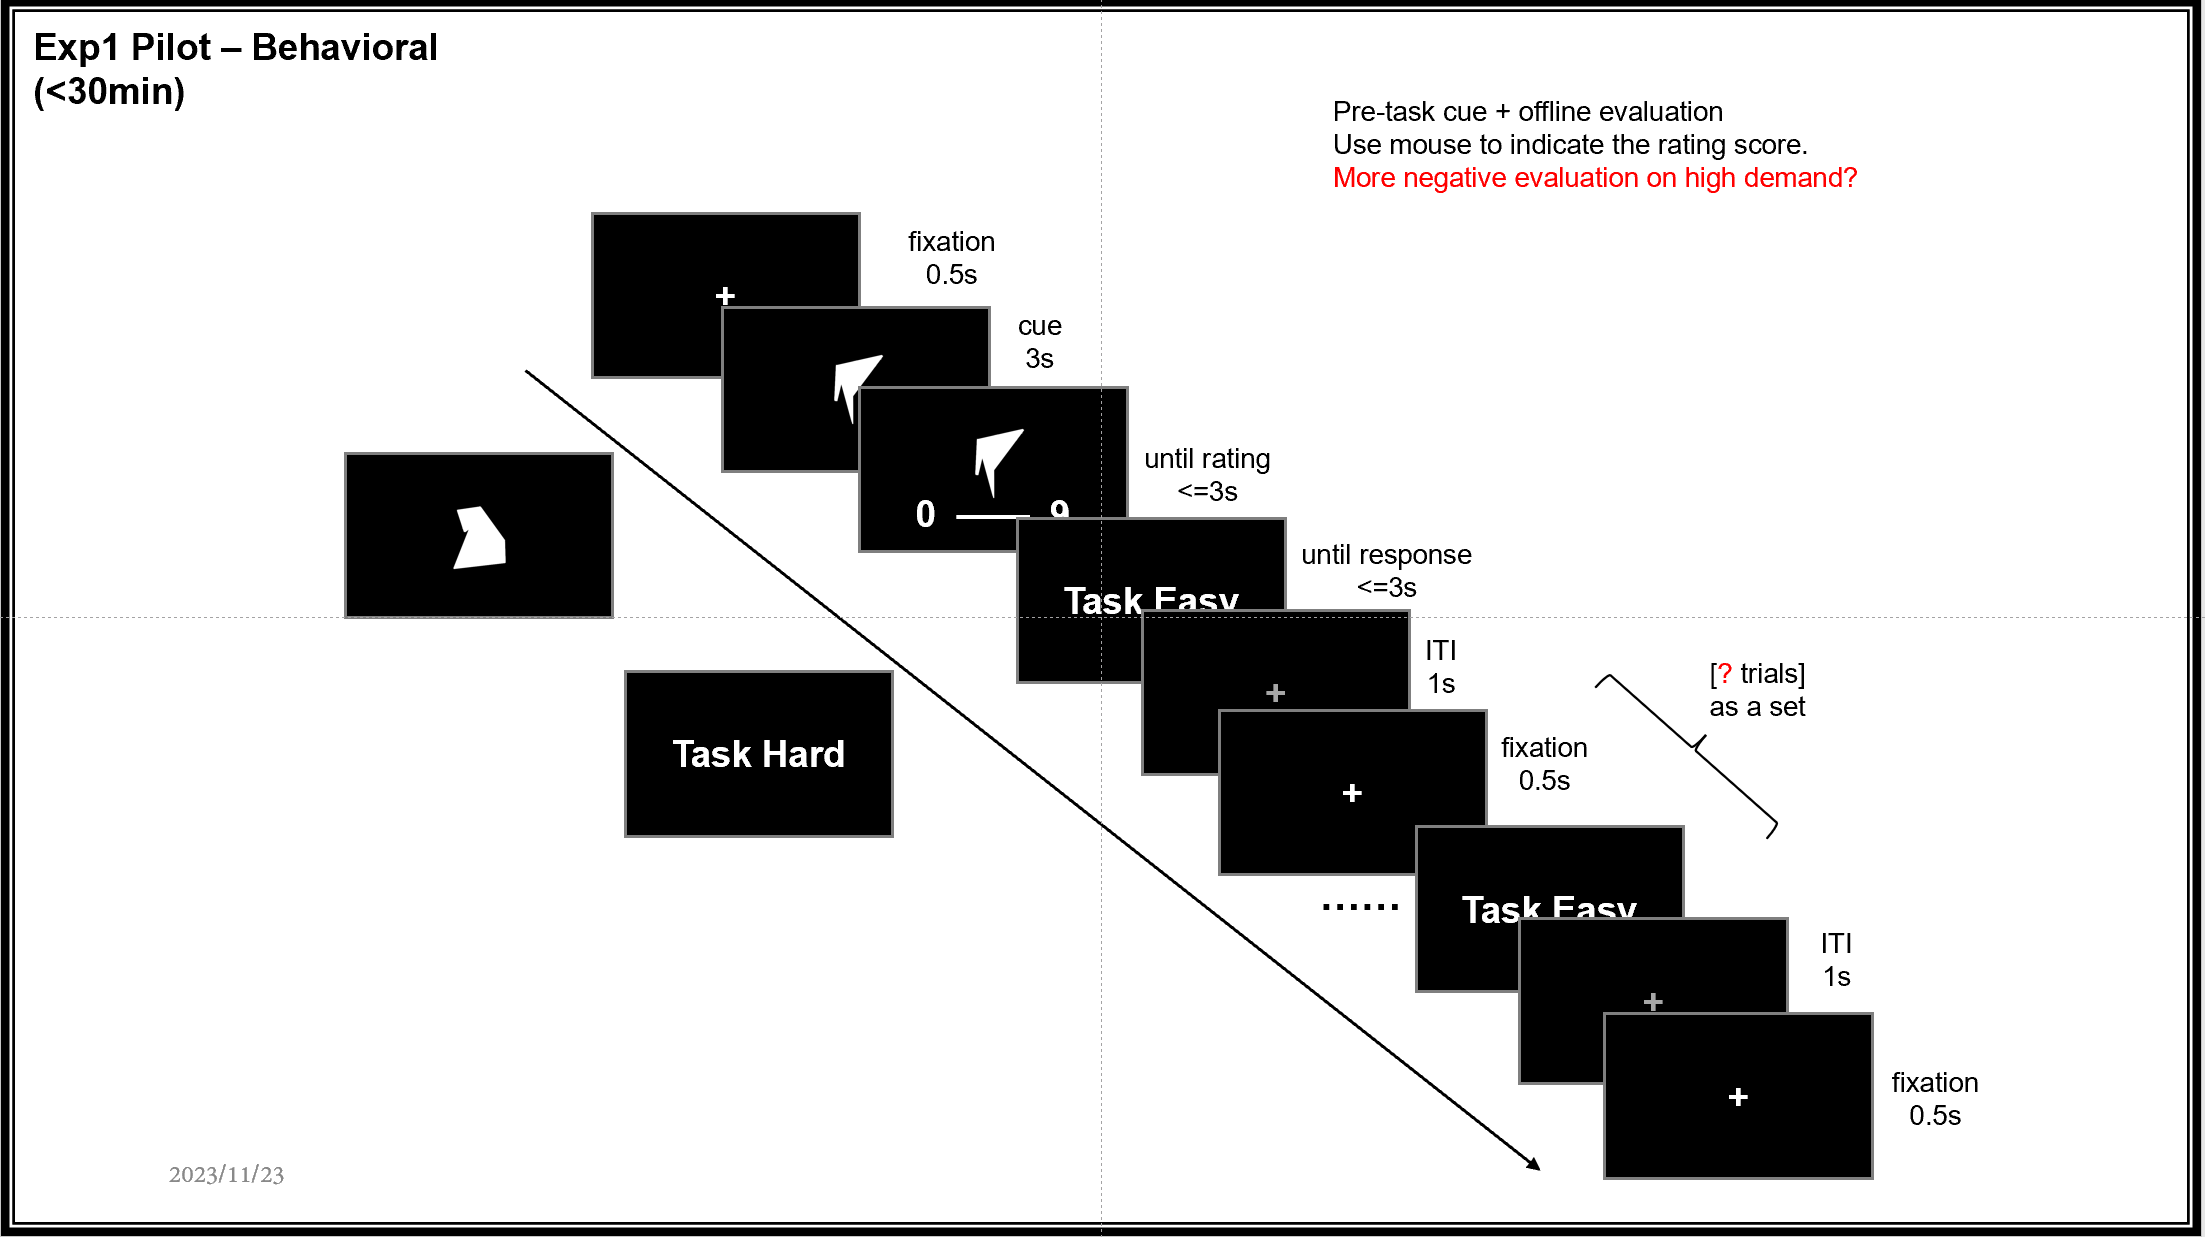 Exp1 Pilot – Behavioral
(<30min)
Pre-task cue + offline evaluation
Use mouse to indicate the rating score.
More negative evaluation on high demand?
fixation
0.5s
cue
3s
until rating
<=3s
0 9
until response
<=3s
Task Easy
ITI
1s
[? trials]
as a set
Task Hard
fixation
0.5s
......
Task Easy
ITI
1s
fixation
0.5s
2023/11/23